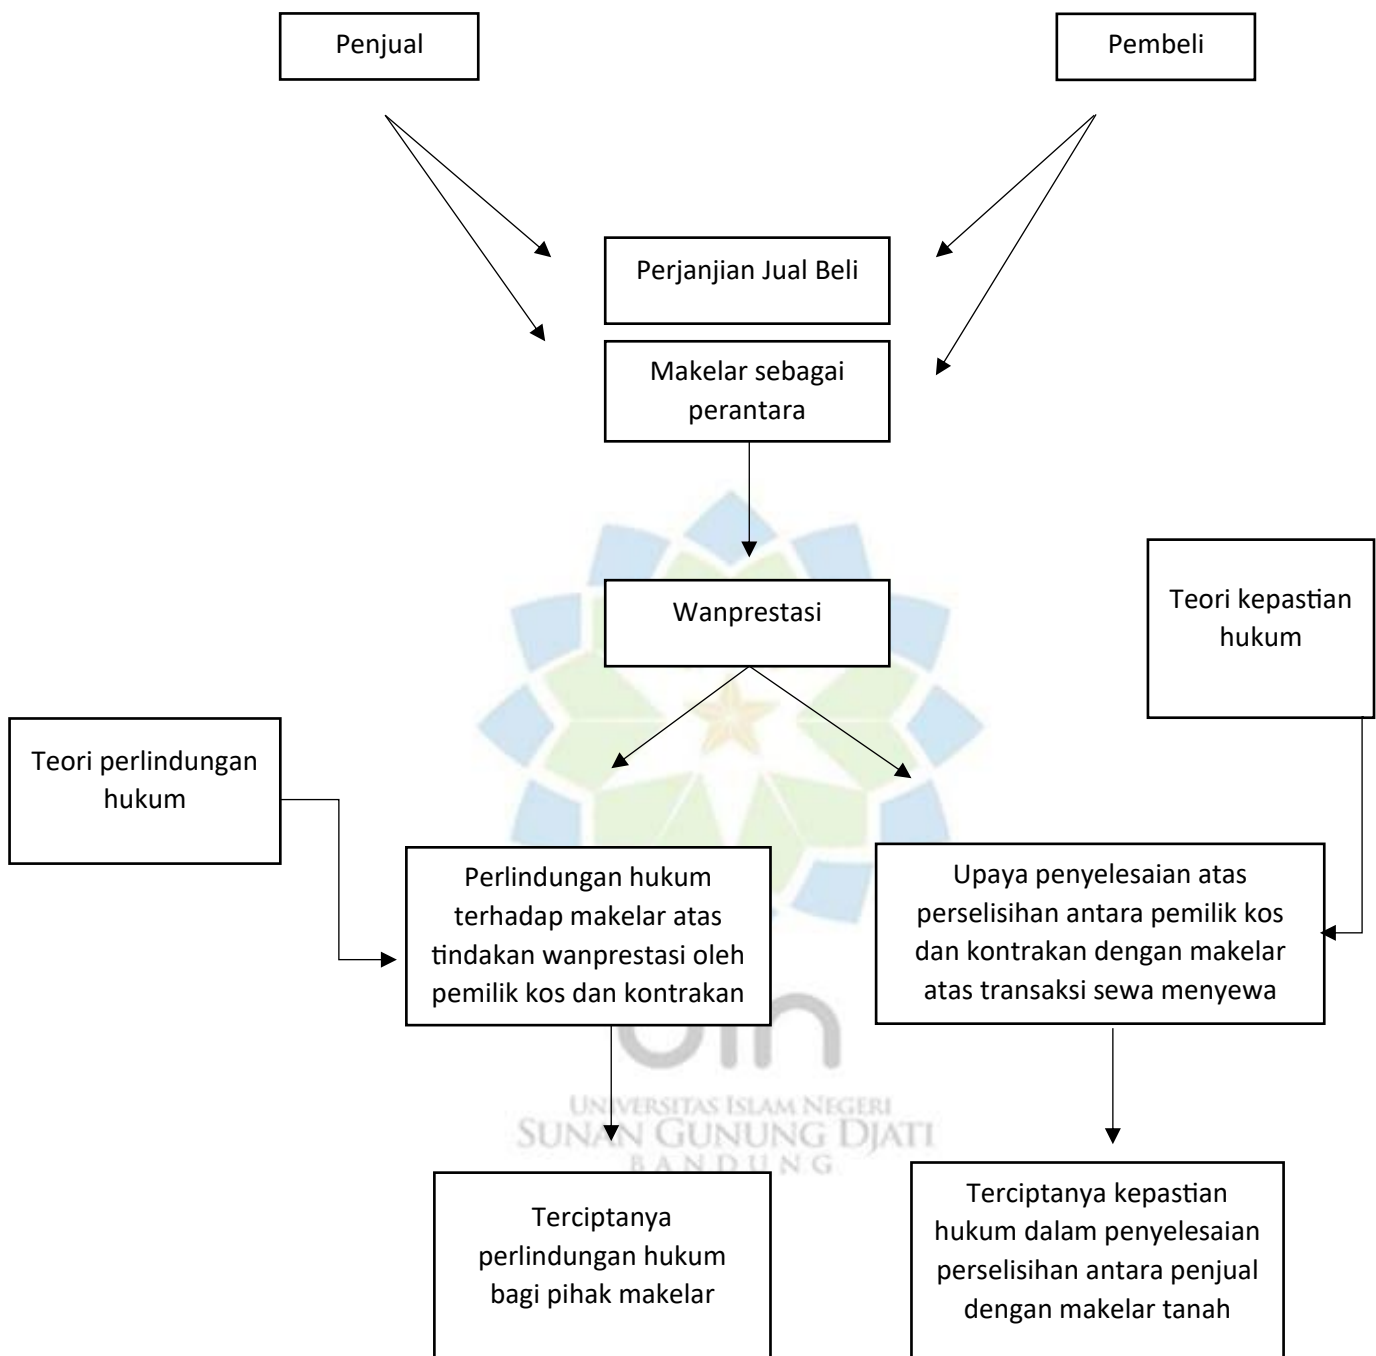 Penjual
Pembeli
Perjanjian Jual Beli
Makelar sebagai
perantara
Wanprestasi
Teori kepastian
hukum
Teori perlindungan
hukum
Perlindungan hukum
terhadap makelar atas
tindakan wanprestasi oleh
pemilik kos dan kontrakan
Upaya penyelesaian atas
perselisihan antara pemilik kos
dan kontrakan dengan makelar
atas transaksi sewa menyewa
uin
UNIVERSITAS ISLAM NEGERI
SUNAN GUNUNG DJATI
BANDUNG
Terciptanya
perlindungan hukum
bagi pihak makelar
Terciptanya kepastian
hukum dalam penyelesaian
perselisihan antara penjual
dengan makelar tanah